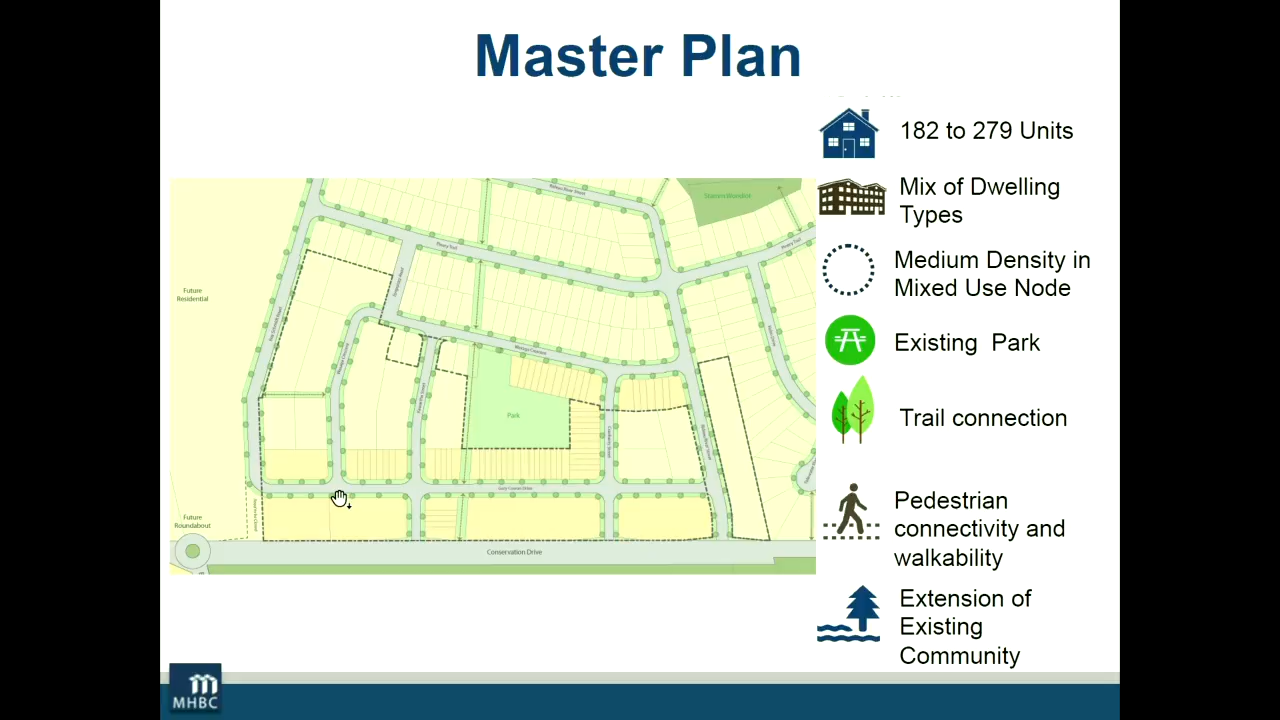 Master Plan
182 to 279 Units
Mix of Dwelling
Types
Medium Density in
Mixed Use Node
Existing Park
Trail connection
Pedestrian
connectivity and
walkability
Extension of
Existing
Community
Future
Residential
Park
Future
Roundabout
Conservation Drive
MHBC